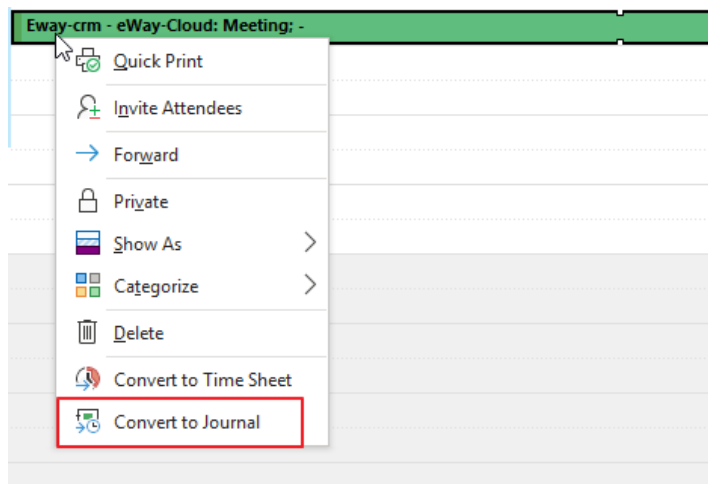 Eway-crm - eWay-Cloud: Meeting; -
Quick Print
Invite Attendees
Forward
Private
Show As
Categorize
Delete
Convert to Time Sheet
Convert to Journal